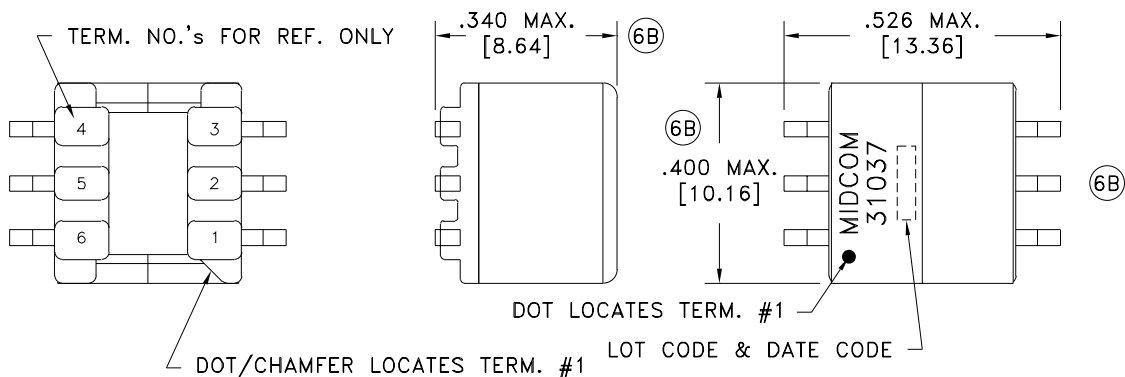 TERM. NO.'s FOR REF. ONLY
4
3
5
2
6
1
DOT/CHAMFER LOCATES TERM. #1
.340 MAX.
[8.64]
6B
.526 MAX.
[13.36]
6B
.400 MAX.
[10.16]
MIDCOM
31037
6B
DOT LOCATES TERM. #1
LOT CODE & DATE CODE